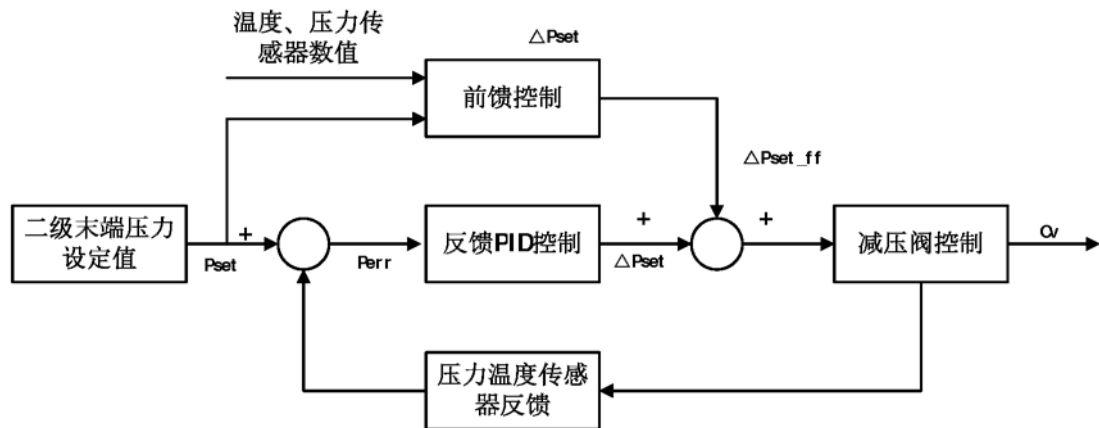 温度、压力传
感器数值
△Pset
前馈控制
△Pset_ff
二级末端压力
设定值
+
Pset
Perr
反馈PID控制
+
△Pset
+
减压阀控制
Cv
压力温度传感
器反馈